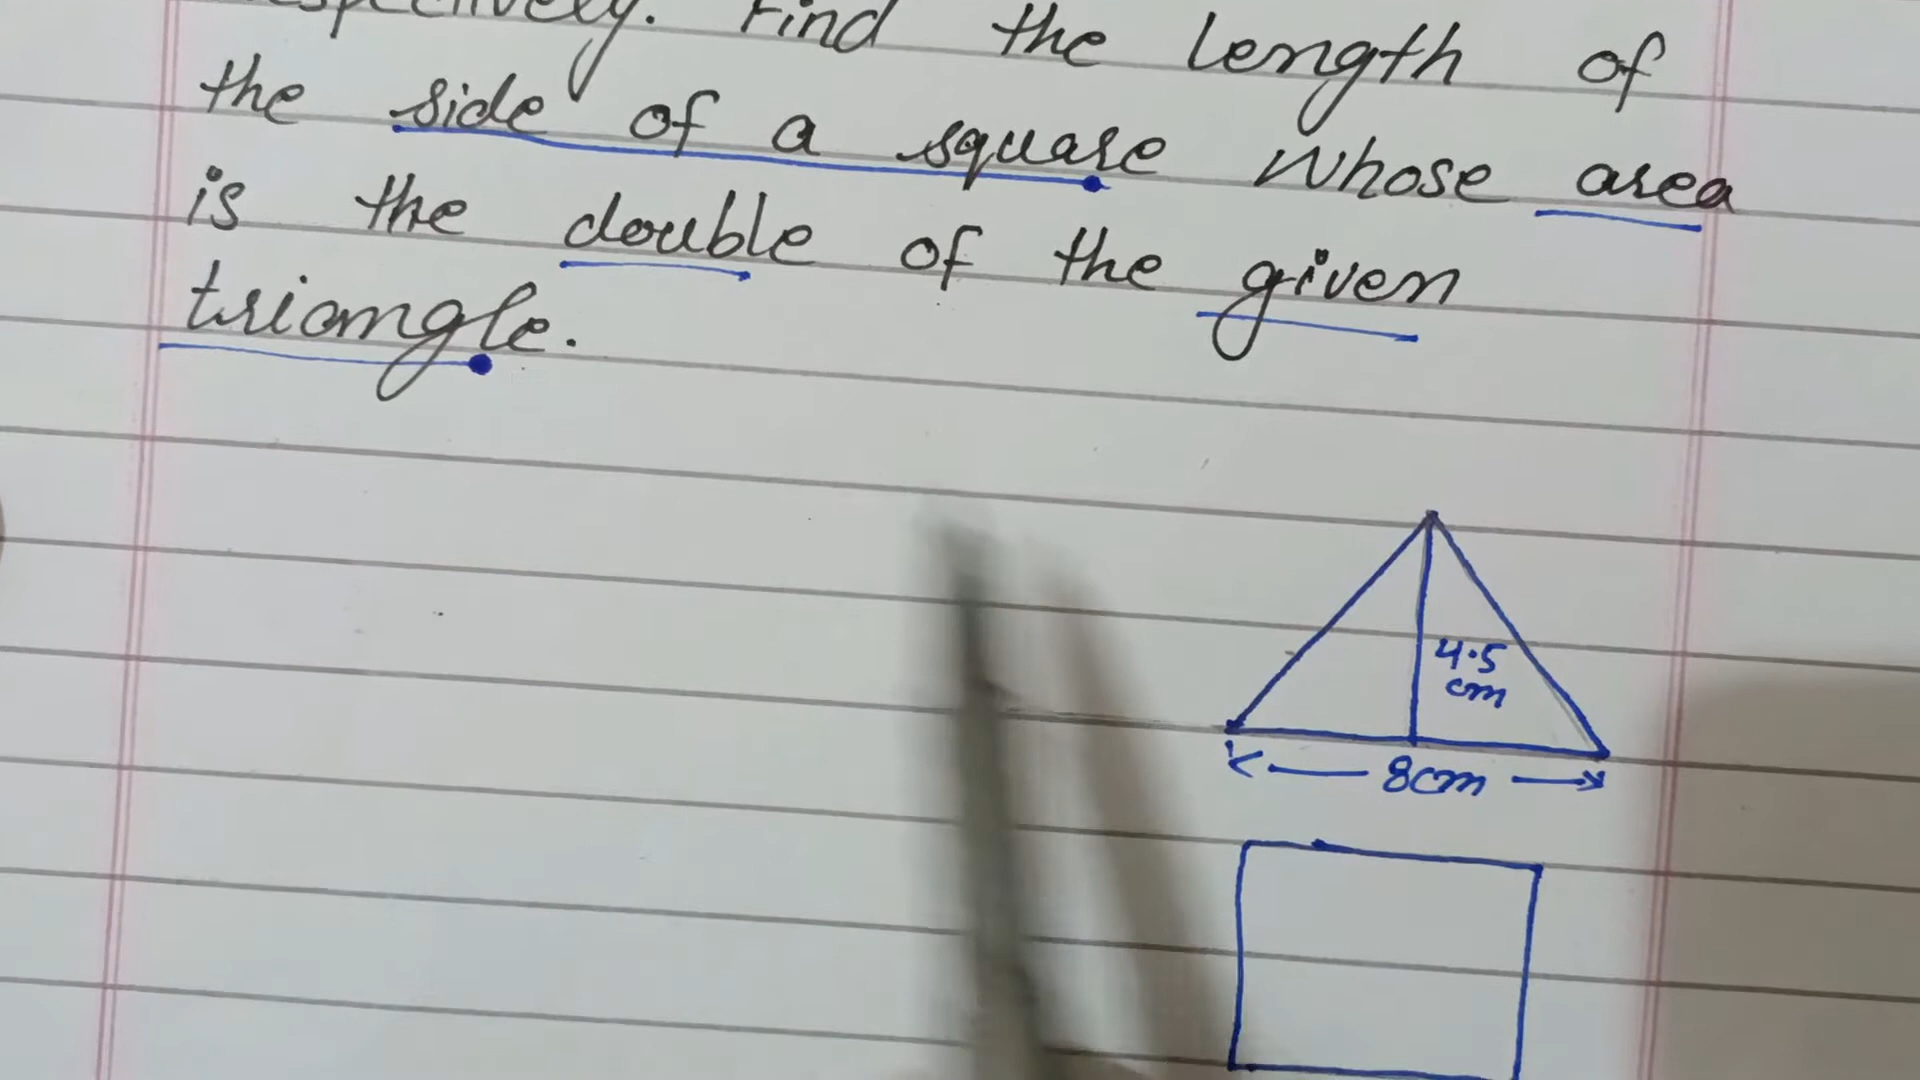 Find the length of
the side of a square whose area
is the double of the given
triangle.
4.5
cm
8cm